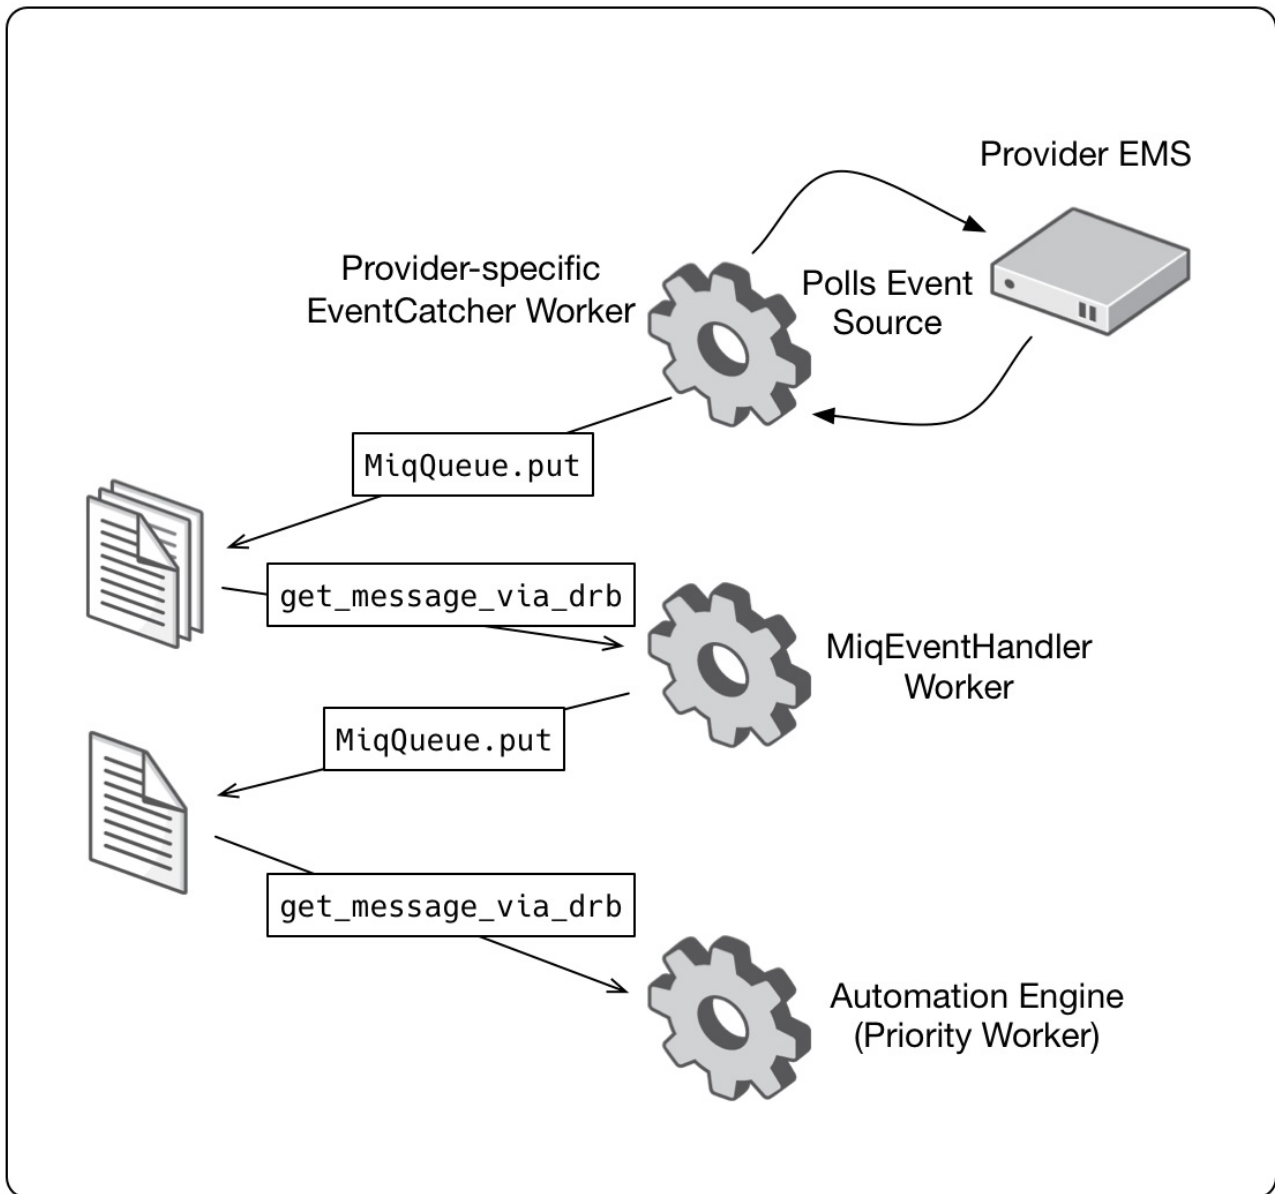 Provider EMS
Provider-specific
EventCatcher Worker
Polls Event
Source
MiqQueue.put
get_message_via_drb
MiqEventHandler
Worker
MiqQueue.put
get_message_via_drb
Automation Engine
(Priority Worker)